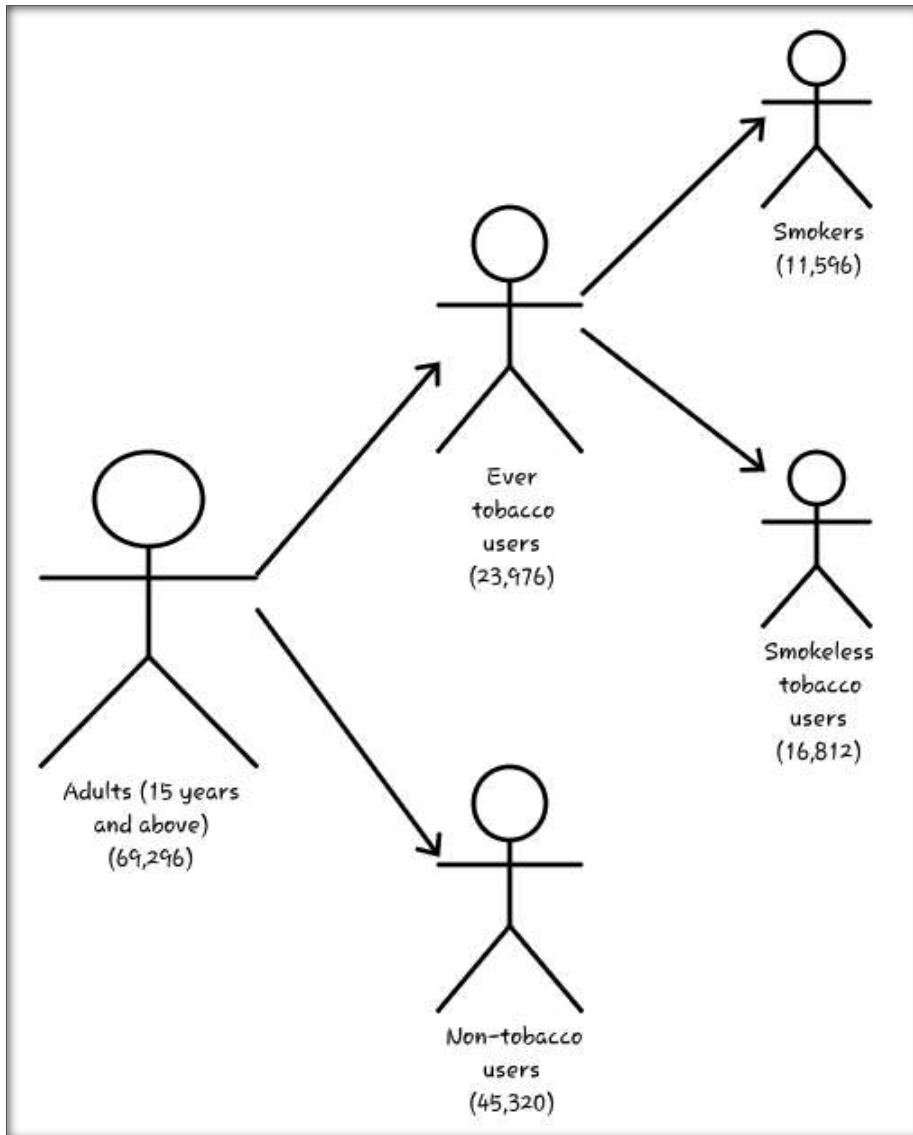 Smokers
(11,596)
Ever
tobacco
users
(23,976)
Smokeless
tobacco
users
(16,812)
Adults (15 years
and above)
(69,296)
Non-tobacco
users
(45,320)